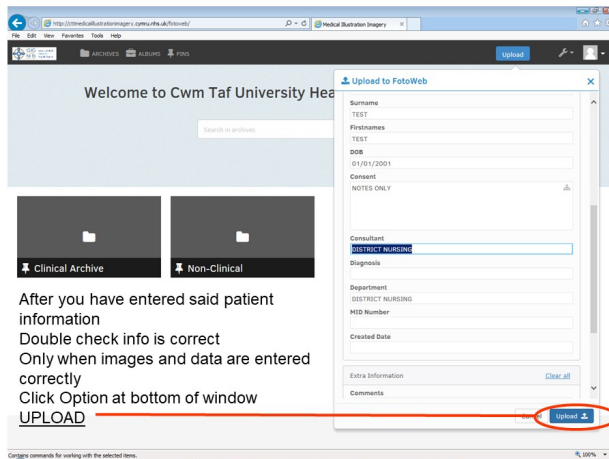 http://cttmedicalillustrationimagery.cymru.nhs.uk/fotoweb/
Medical Illustration Imagery
File Edit View Favorites Tools Help
ARCHIVES ALBUMS PINS
Upload
Welcome to Cwm Taf University Hea
Search in archives
Clinical Archive
Non-Clinical
Upload to FotoWeb
Surname
TEST
Firstnames
TEST
DOB
01/01/2001
Consent
NOTES ONLY
Consultant
DISTRICT NURSING
Diagnosis
Department
DISTRICT NURSING
MID Number
Created Date
Extra Information Clear all
Comments
Cancel Upload
After you have entered said patient
information
Double check info is correct
Only when images and data are entered
correctly
Click Option at bottom of window
UPLOAD
Contains commands for working with the selected items.
100%